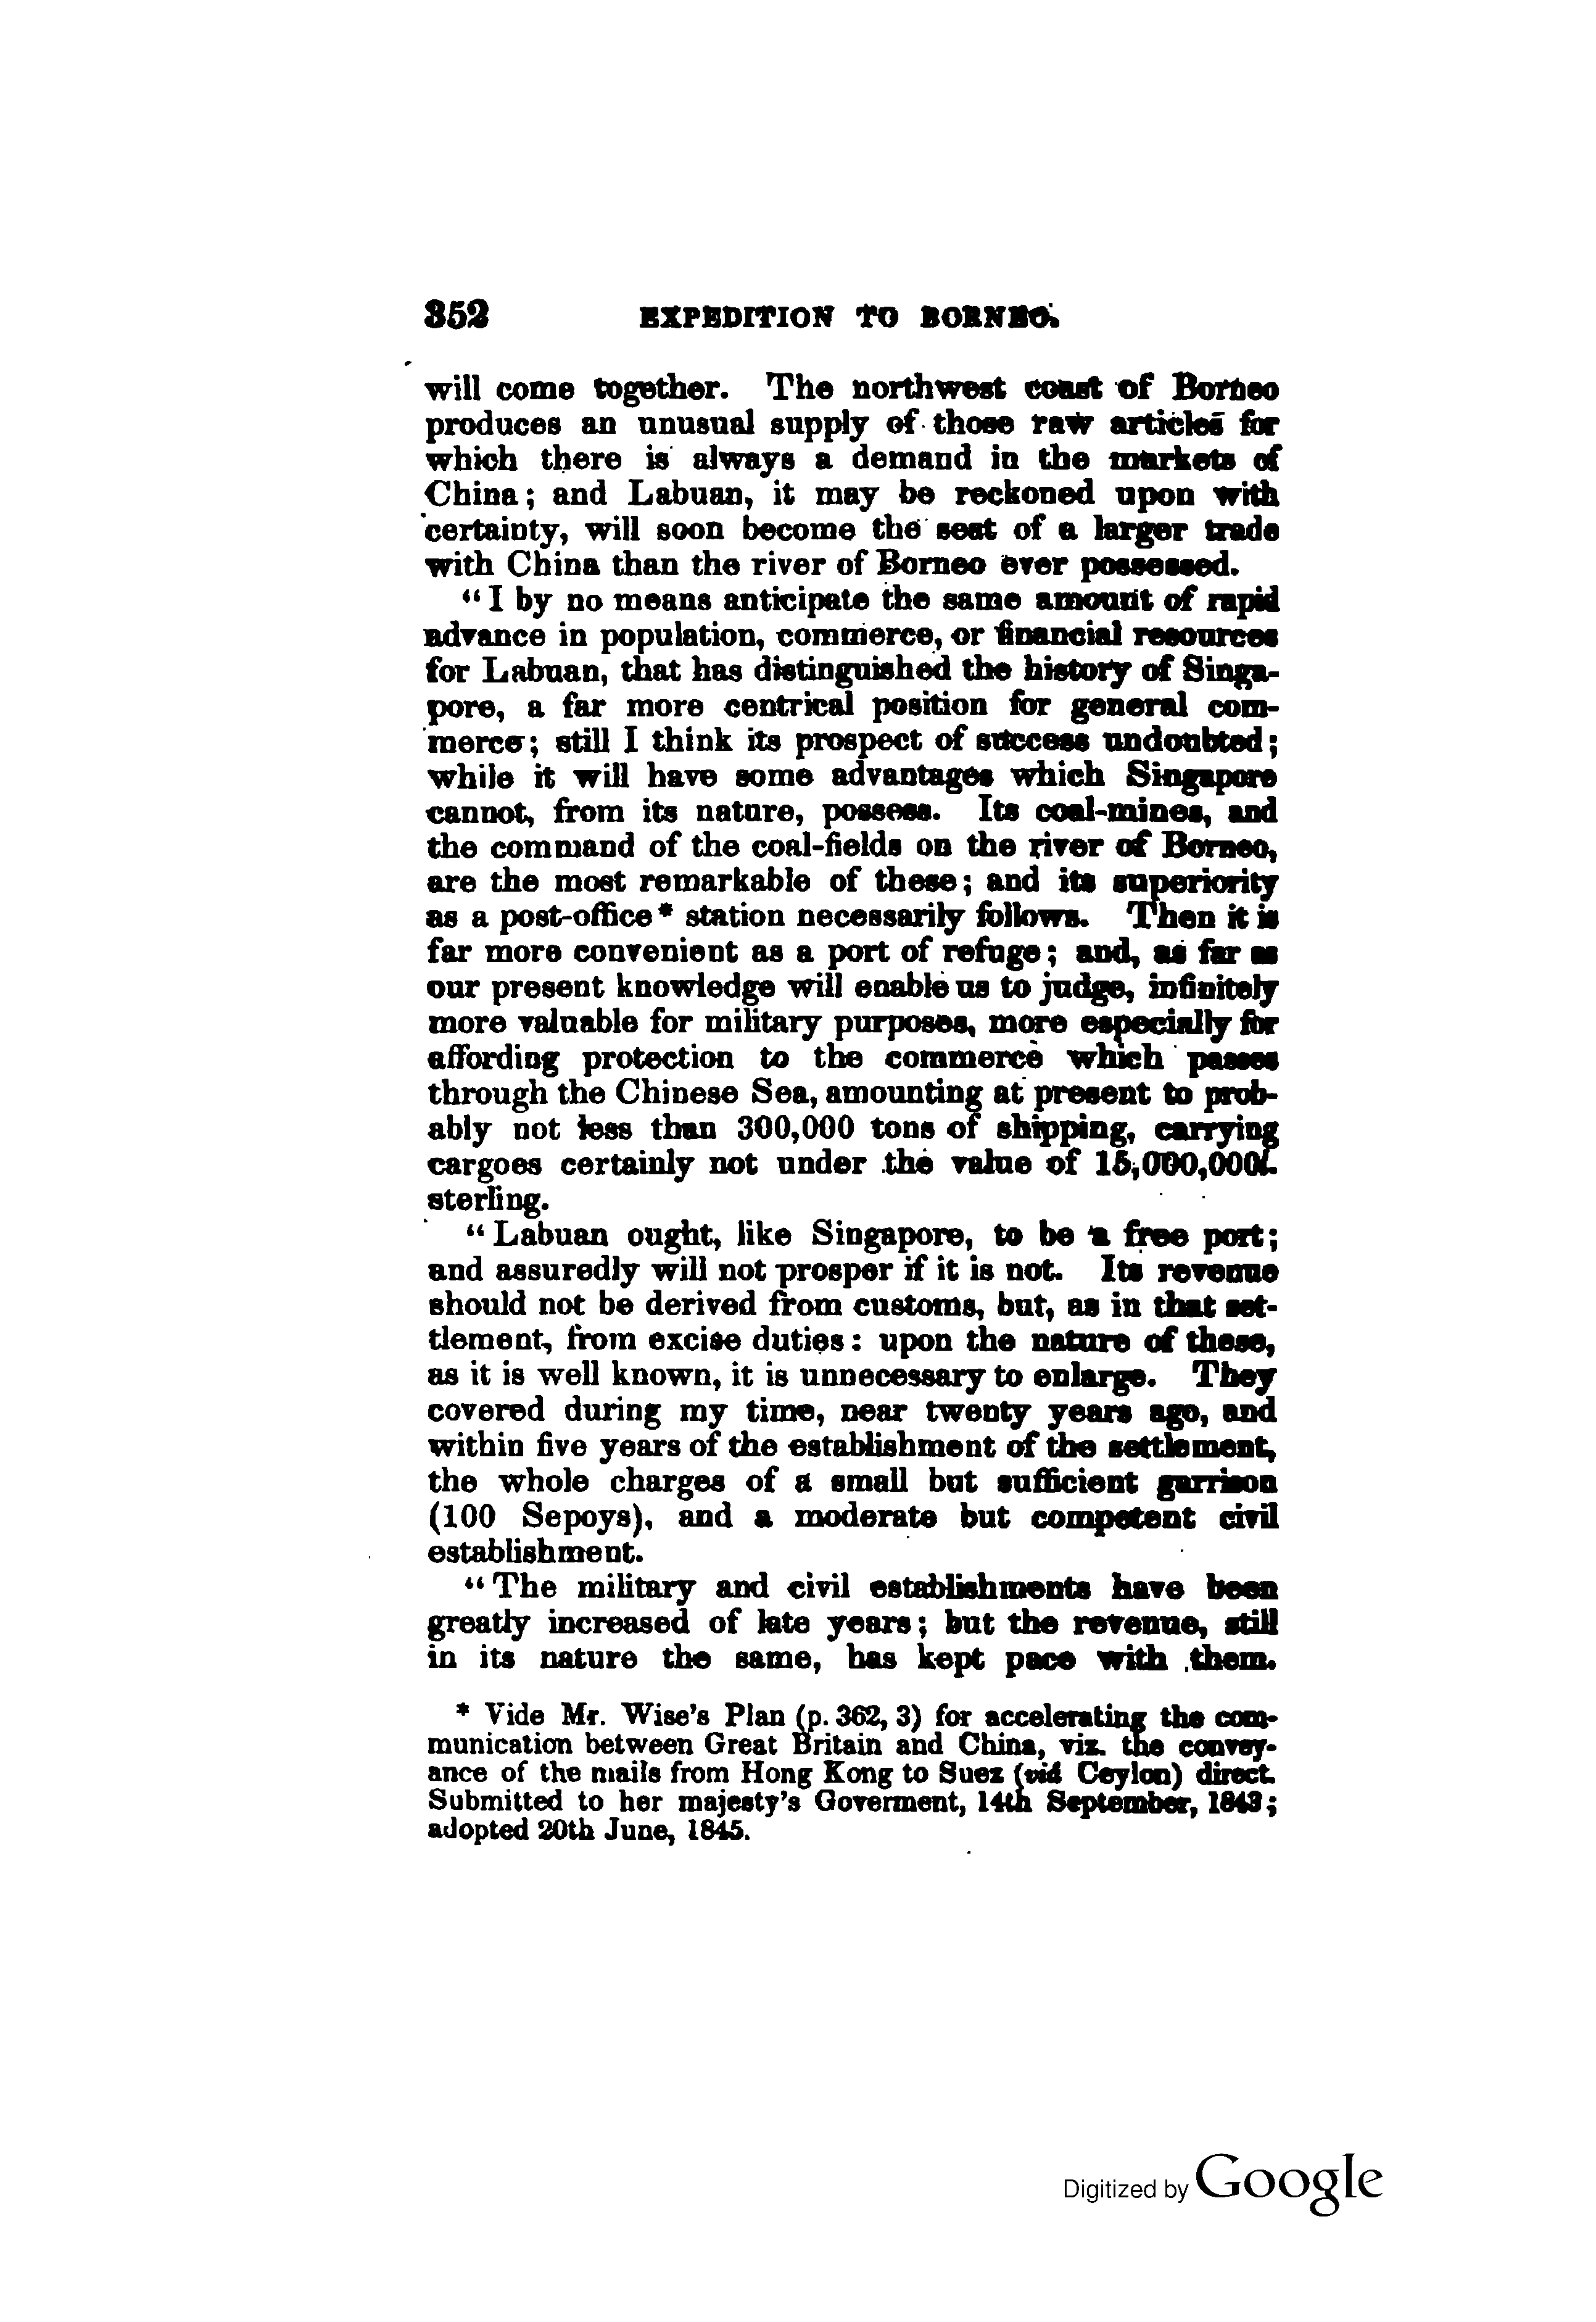 352 EXPEDITION TO BORNEO.
will come together. The northwest coast of Borneo
produces an unusual supply of those raw articles for
which there is always a demand in the markets of
China; and Labuan, it may be reckoned upon with
certainty, will soon become the seat of a larger trade
with China than the river of Borneo ever possessed.
"I by no means anticipate the same amount of rapid
advance in population, commerce, or financial resources
for Labuan, that has distinguished the history of Singa-
pore, a far more centrical position for general com-
merce; still I think its prospect of success undoubted;
while it will have some advantages which Singapore
cannot, from its nature, possess. Its coal-mines, and
the command of the coal-fields on the river of Borneo,
are the most remarkable of these; and its superiority
as a post-office* station necessarily follows. Then it is
far more convenient as a port of refuge; and, as far as
our present knowledge will enable us to judge, infinitely
more valuable for military purposes, more especially for
affording protection to the commerce which passes
through the Chinese Sea, amounting at present to prob-
ably not less than 300,000 tons of shipping, carrying
cargoes certainly not under the value of 15,000,000l.
sterling.
"Labuan ought, like Singapore, to be a free port;
and assuredly will not prosper if it is not. Its revenue
should not be derived from customs, but, as in that set-
tlement, from excise duties: upon the nature of these,
as it is well known, it is unnecessary to enlarge. They
covered during my time, near twenty years ago, and
within five years of the establishment of the settlement,
the whole charges of a small but sufficient garrison
(100 Sepoys), and a moderate but competent civil
establishment.
"The military and civil establishments have been
greatly increased of late years; but the revenue, still
in its nature the same, has kept pace with them.
* Vide Mr. Wise's Plan (p. 362, 3) for accelerating the com-
munication between Great Britain and China, viz. the convey-
ance of the mails from Hong Kong to Suez (viâ Ceylon) direct.
Submitted to her majesty's Goverment, 14th September, 1843;
adopted 20th June, 1845.
Digitized by Google